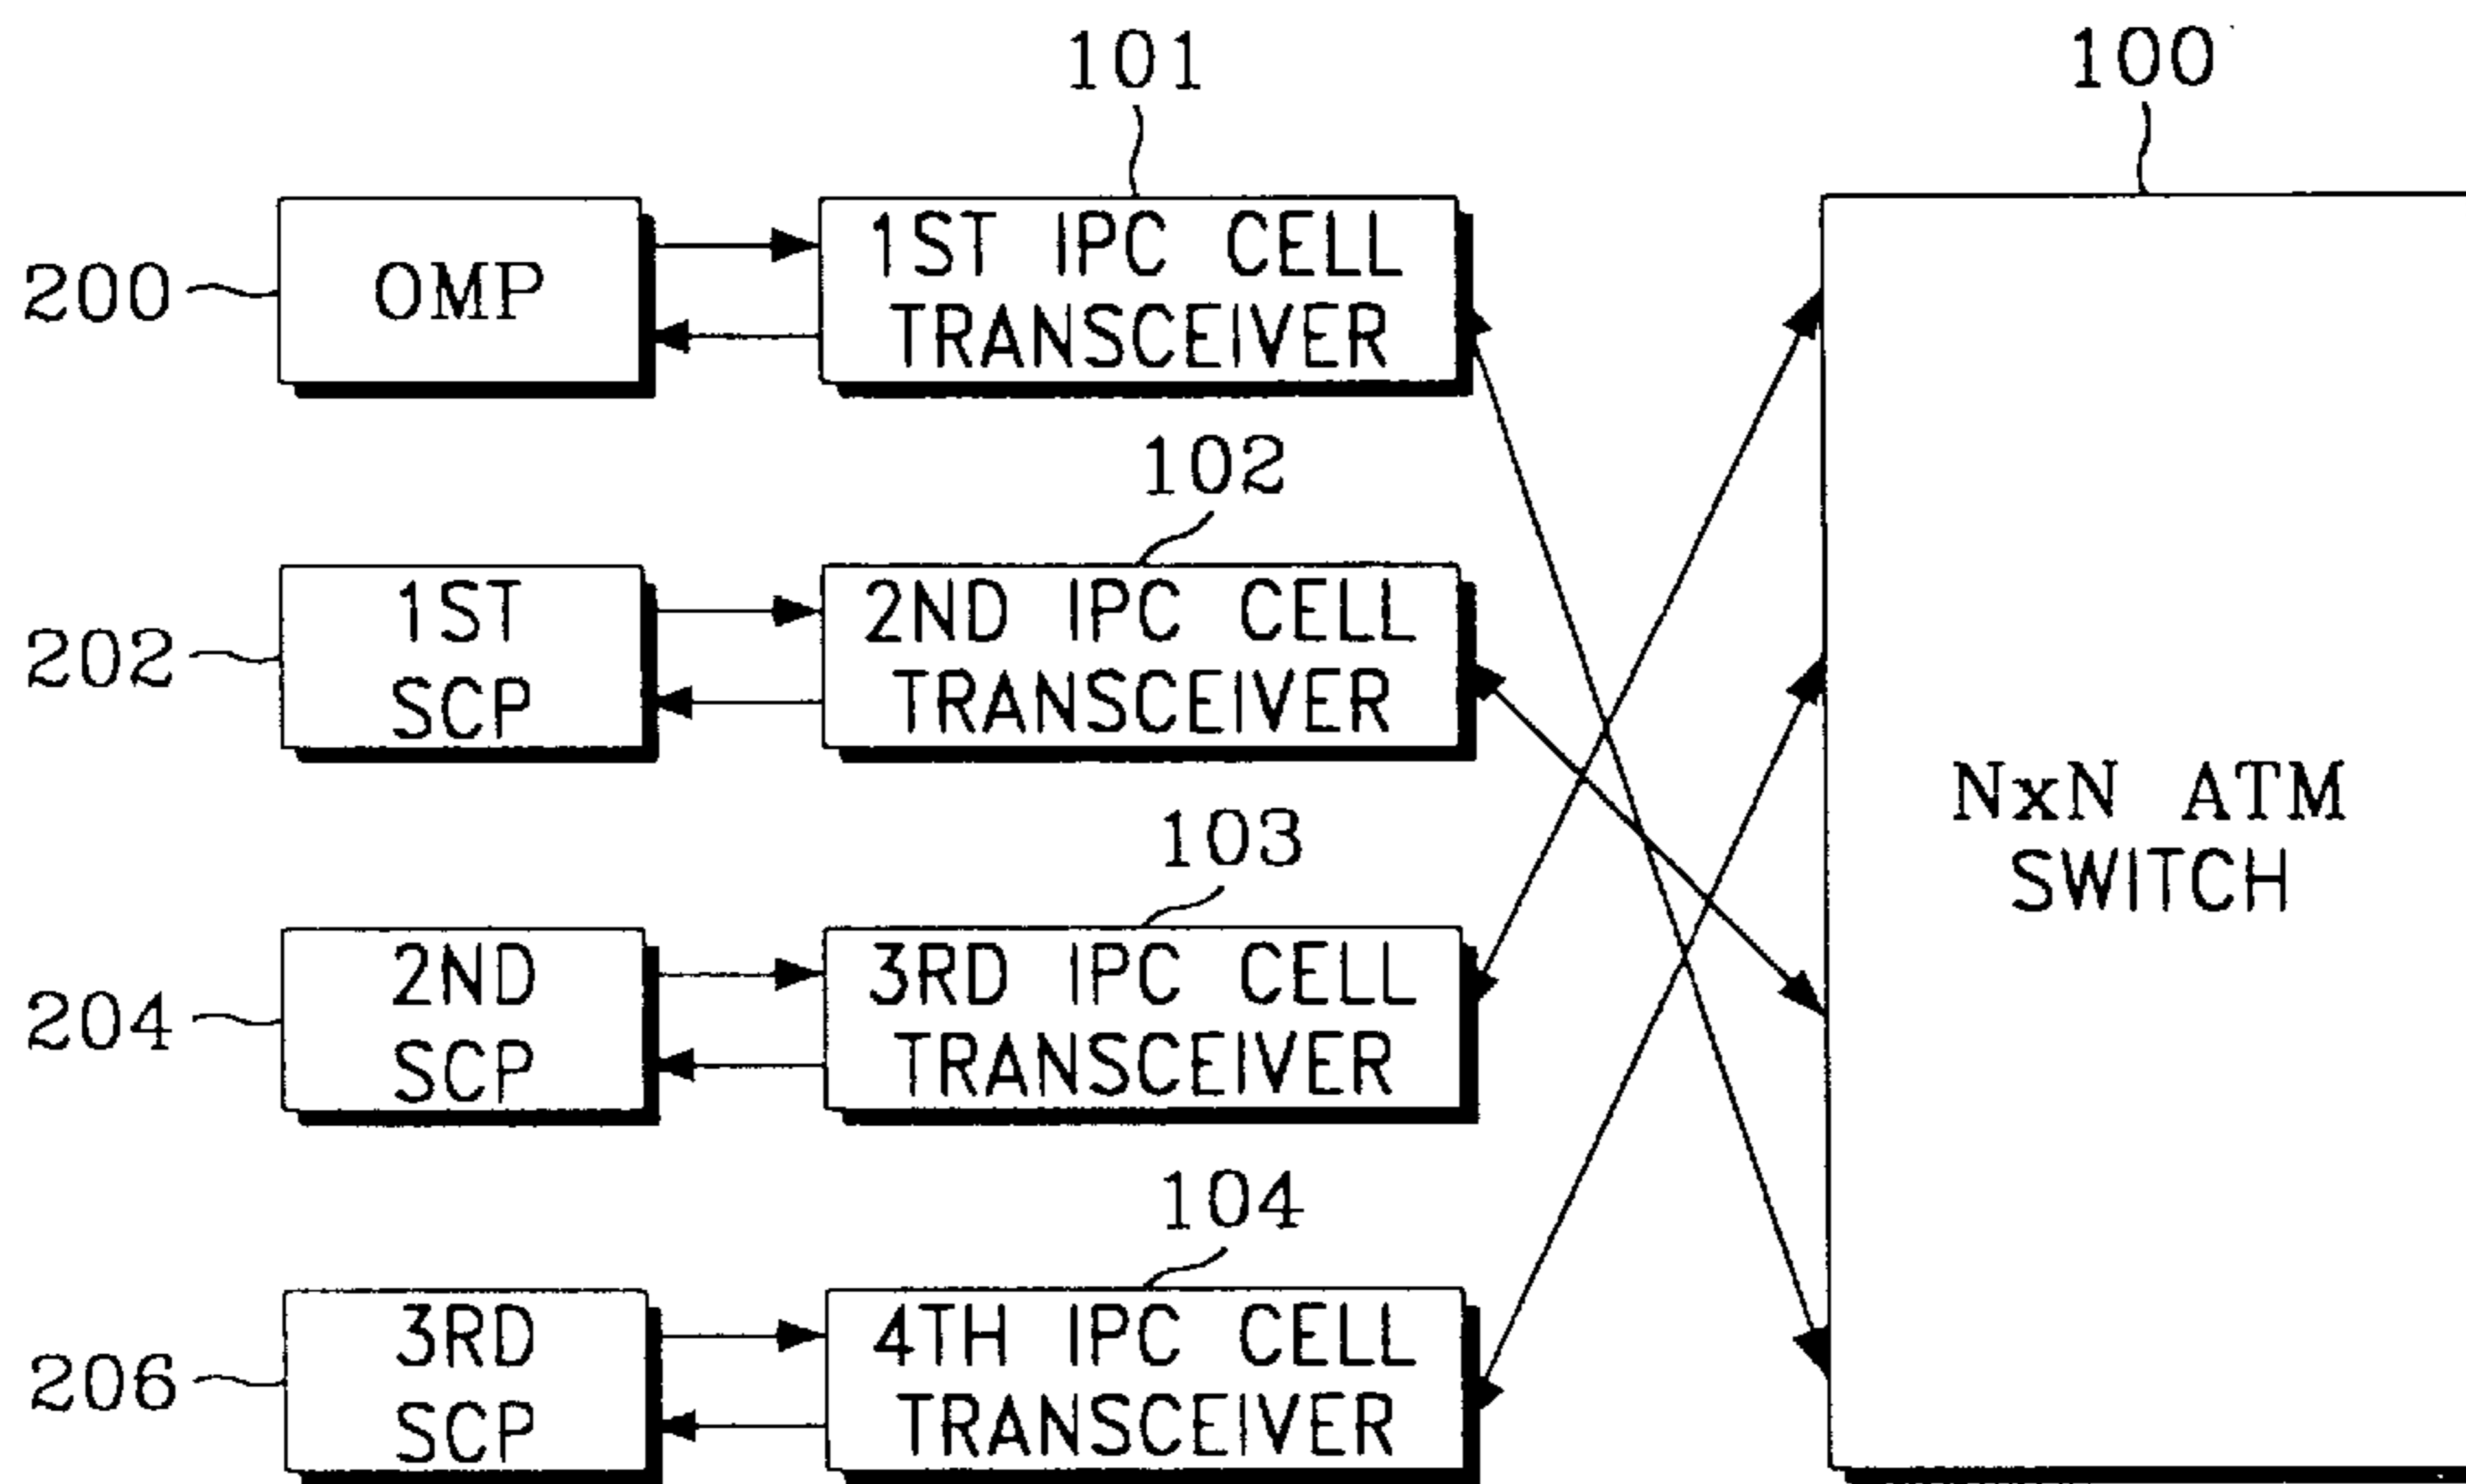 101
100
200
OMP
1ST IPC CELL
TRANSCEIVER
102
202
1ST
SCP
2ND IPC CELL
TRANSCEIVER
NxN ATM
SWITCH
103
204
2ND
SCP
3RD IPC CELL
TRANSCEIVER
104
206
3RD
SCP
4TH IPC CELL
TRANSCEIVER